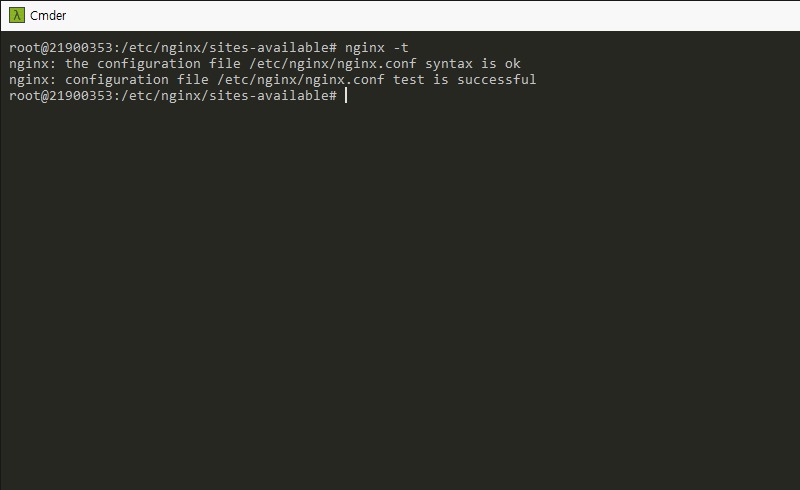 λ Cmder
root@21900353:/etc/nginx/sites-available# nginx -t
nginx: the configuration file /etc/nginx/nginx.conf syntax is ok
nginx: configuration file /etc/nginx/nginx.conf test is successful
root@21900353:/etc/nginx/sites-available#